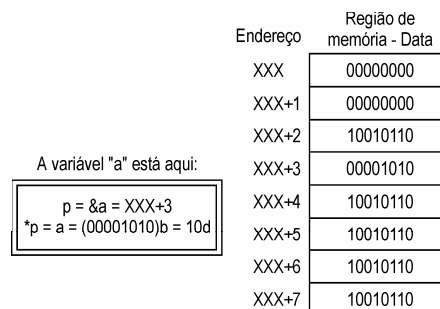 Região de
Endereço memória - Data
XXX 00000000
XXX+1 00000000
XXX+2 10010110
A variável "a" está aqui:
XXX+3 00001010
p = &a = XXX+3
*p = a = (00001010)b = 10d
XXX+4 10010110
XXX+5 10010110
XXX+6 10010110
XXX+7 10010110